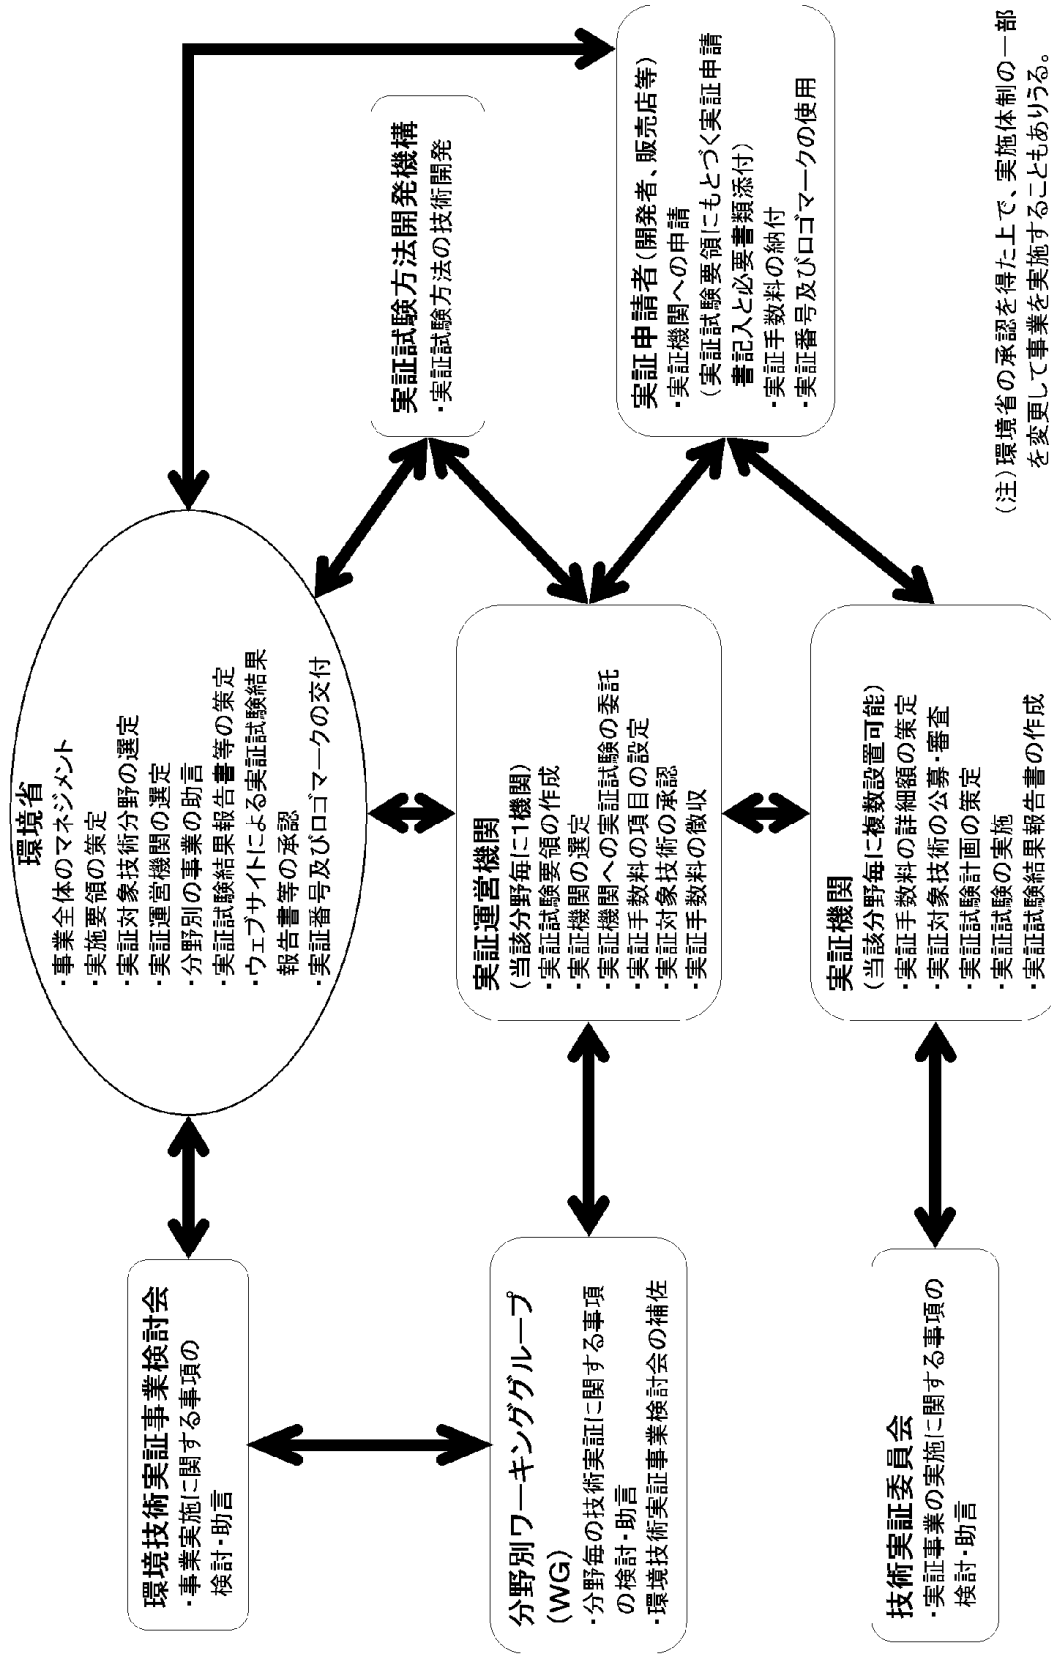 環境省
・事業全体のマネジメント
・実施要領の策定
・実証対象技術分野の選定
・実証運営機関の選定
・分野別の事業の助言
・実証試験結果報告書等の策定
・ウェブサイトによる実証試験結果
報告書等の承認
・実証番号及びロゴマークの交付
環境技術実証事業検討会
・事業実施に関する事項の
検討・助言
実証試験方法開発機構
・実証試験方法の技術開発
分野別ワーキンググループ
(WG)
・分野毎の技術実証に関する事項
の検討・助言
・環境技術実証事業検討会の補佐
実証運営機関
(当該分野毎に1機関)
・実証試験要領の作成
・実証機関の選定
・実証機関への実証試験の委託
・実証手数料の項目の設定
・実証対象技術の承認
・実証手数料の徴収
実証申請者(開発者、販売店等)
・実証機関への申請
(実証試験要領にもとづく実証申請
書記入と必要書類添付)
・実証手数料の納付
・実証番号及びロゴマークの使用
技術実証委員会
・実証事業の実施に関する事項の
検討・助言
実証機関
(当該分野毎に複数設置可能)
・実証手数料の詳細額の策定
・実証対象技術の公募・審査
・実証試験計画の策定
・実証試験の実施
・実証試験結果報告書の作成
(注)環境省の承認を得た上で、実施体制の一部
を変更して事業を実施することもありうる。